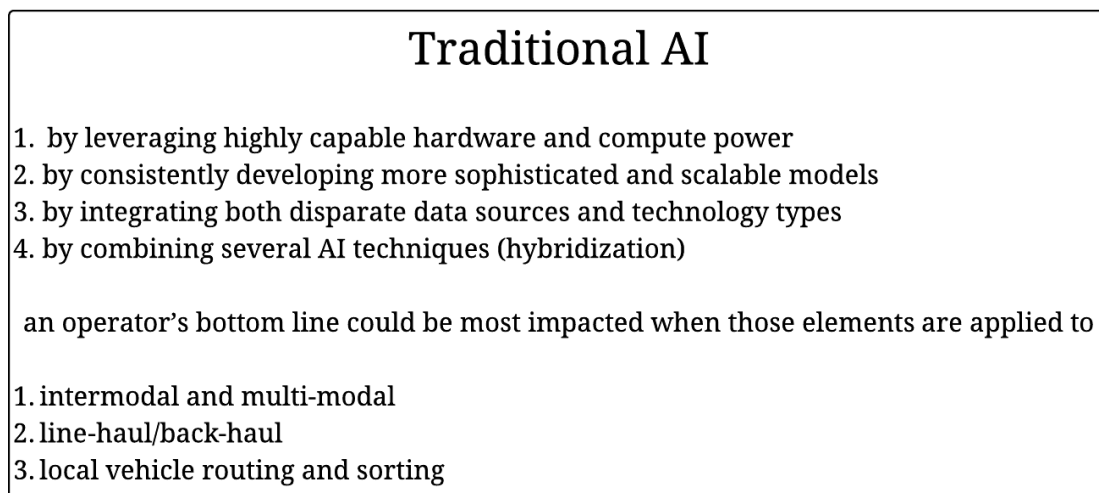 Traditional AI
1. by leveraging highly capable hardware and compute power
2. by consistently developing more sophisticated and scalable models
3. by integrating both disparate data sources and technology types
4. by combining several AI techniques (hybridization)
an operator’s bottom line could be most impacted when those elements are applied to
1. intermodal and multi-modal
2. line-haul/back-haul
3. local vehicle routing and sorting